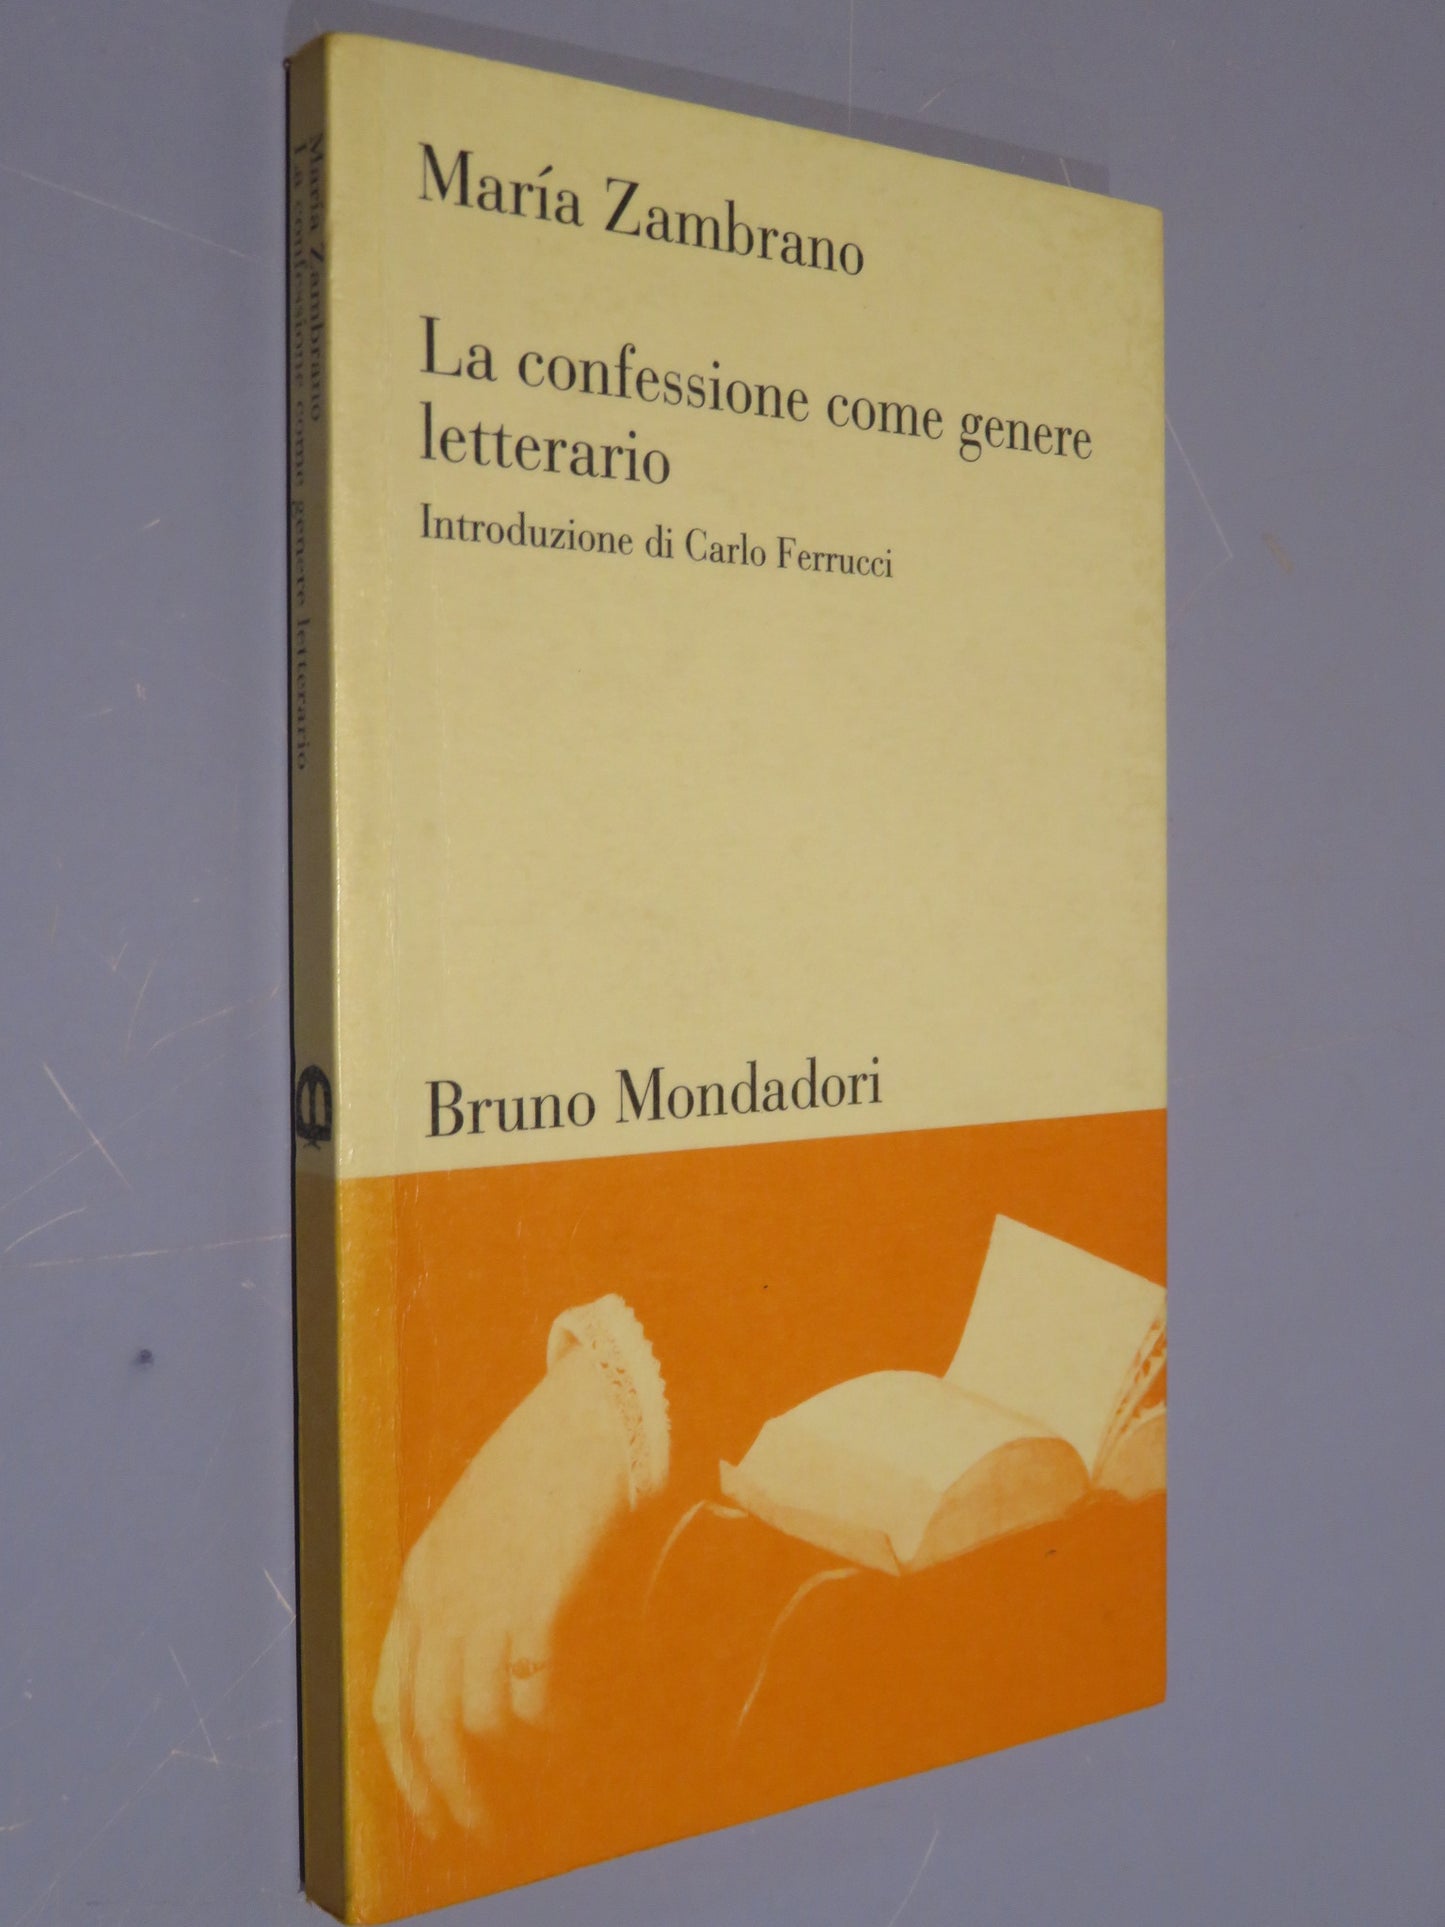 María Zambrano
La confessione come genere
letterario
Introduzione di Carlo Ferrucci
Bruno Mondadori
María Zambrano
La confessione come genere letterario